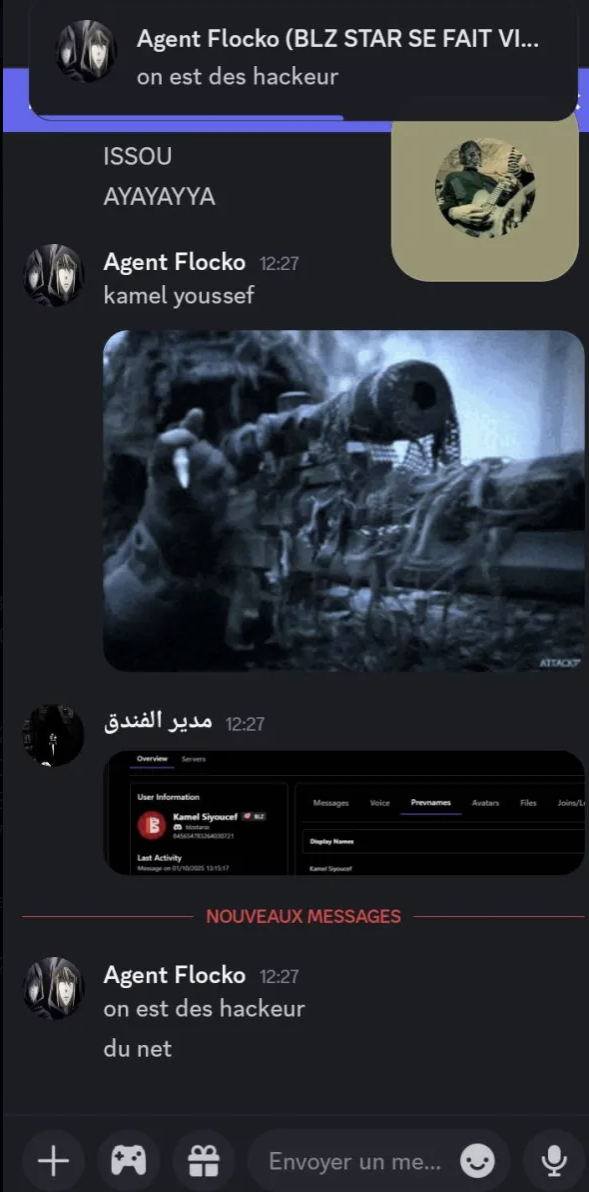 Agent Flocko (BLZ STAR SE FAIT VI...
on est des hackeur
ISSOU
AYAYAYYA
Agent Flocko 12:27
kamel youssef
ATTACK
مدير الفندق 12:27
Overview Servers
User Information
Kamel Siyoucef BLZ
blostarox
845654783264030721
Last Activity
Message on 01/10/2025 13:15:17
Messages Voice Prevnames Avatars Files Joins/L
Display Names
Kamel Siyoucef
NOUVEAUX MESSAGES
Agent Flocko 12:27
on est des hackeur
du net
Envoyer un me...